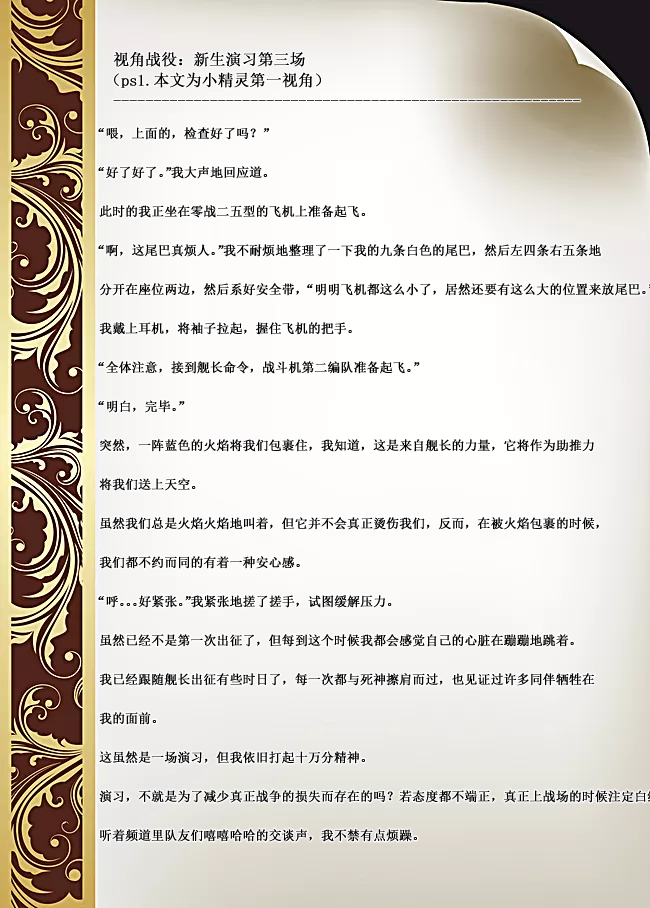 视角战役：新生演习第三场
（ps1.本文为小精灵第一视角）
------------------------------------------------------------
“喂，上面的，检查好了吗？”
“好了好了。”我大声地回应道。
此时的我正坐在零战二五型的飞机上准备起飞。
“啊，这尾巴真烦人。”我不耐烦地整理了一下我的九条白色的尾巴，然后左四条右五条地
分开在座位两边，然后系好安全带，“明明飞机都这么小了，居然还要有这么大的位置来放尾巴。”
我戴上耳机，将袖子拉起，握住飞机的把手。
“全体注意，接到舰长命令，战斗机第二编队准备起飞。”
“明白，完毕。”
突然，一阵蓝色的火焰将我们包裹住，我知道，这是来自舰长的力量，它将作为助推力
将我们送上天空。
虽然我们总是火焰火焰地叫着，但它并不会真正烫伤我们，反而，在被火焰包裹的时候，
我们都不约而同的有着一种安心感。
“呼。。。好紧张。”我紧张地搓了搓手，试图缓解压力。
虽然已经不是第一次出征了，但每到这个时候我都会感觉自己的心脏在蹦蹦地跳着。
我已经跟随舰长出征有些时日了，每一次都与死神擦肩而过，也见证过许多同伴牺牲在
我的面前。
这虽然是一场演习，但我依旧打起十万分精神。
演习，不就是为了减少真正战争的损失而存在的吗？若态度都不端正，真正上战场的时候注定白
听着频道里队友们嘻嘻哈哈的交谈声，我不禁有点烦躁。